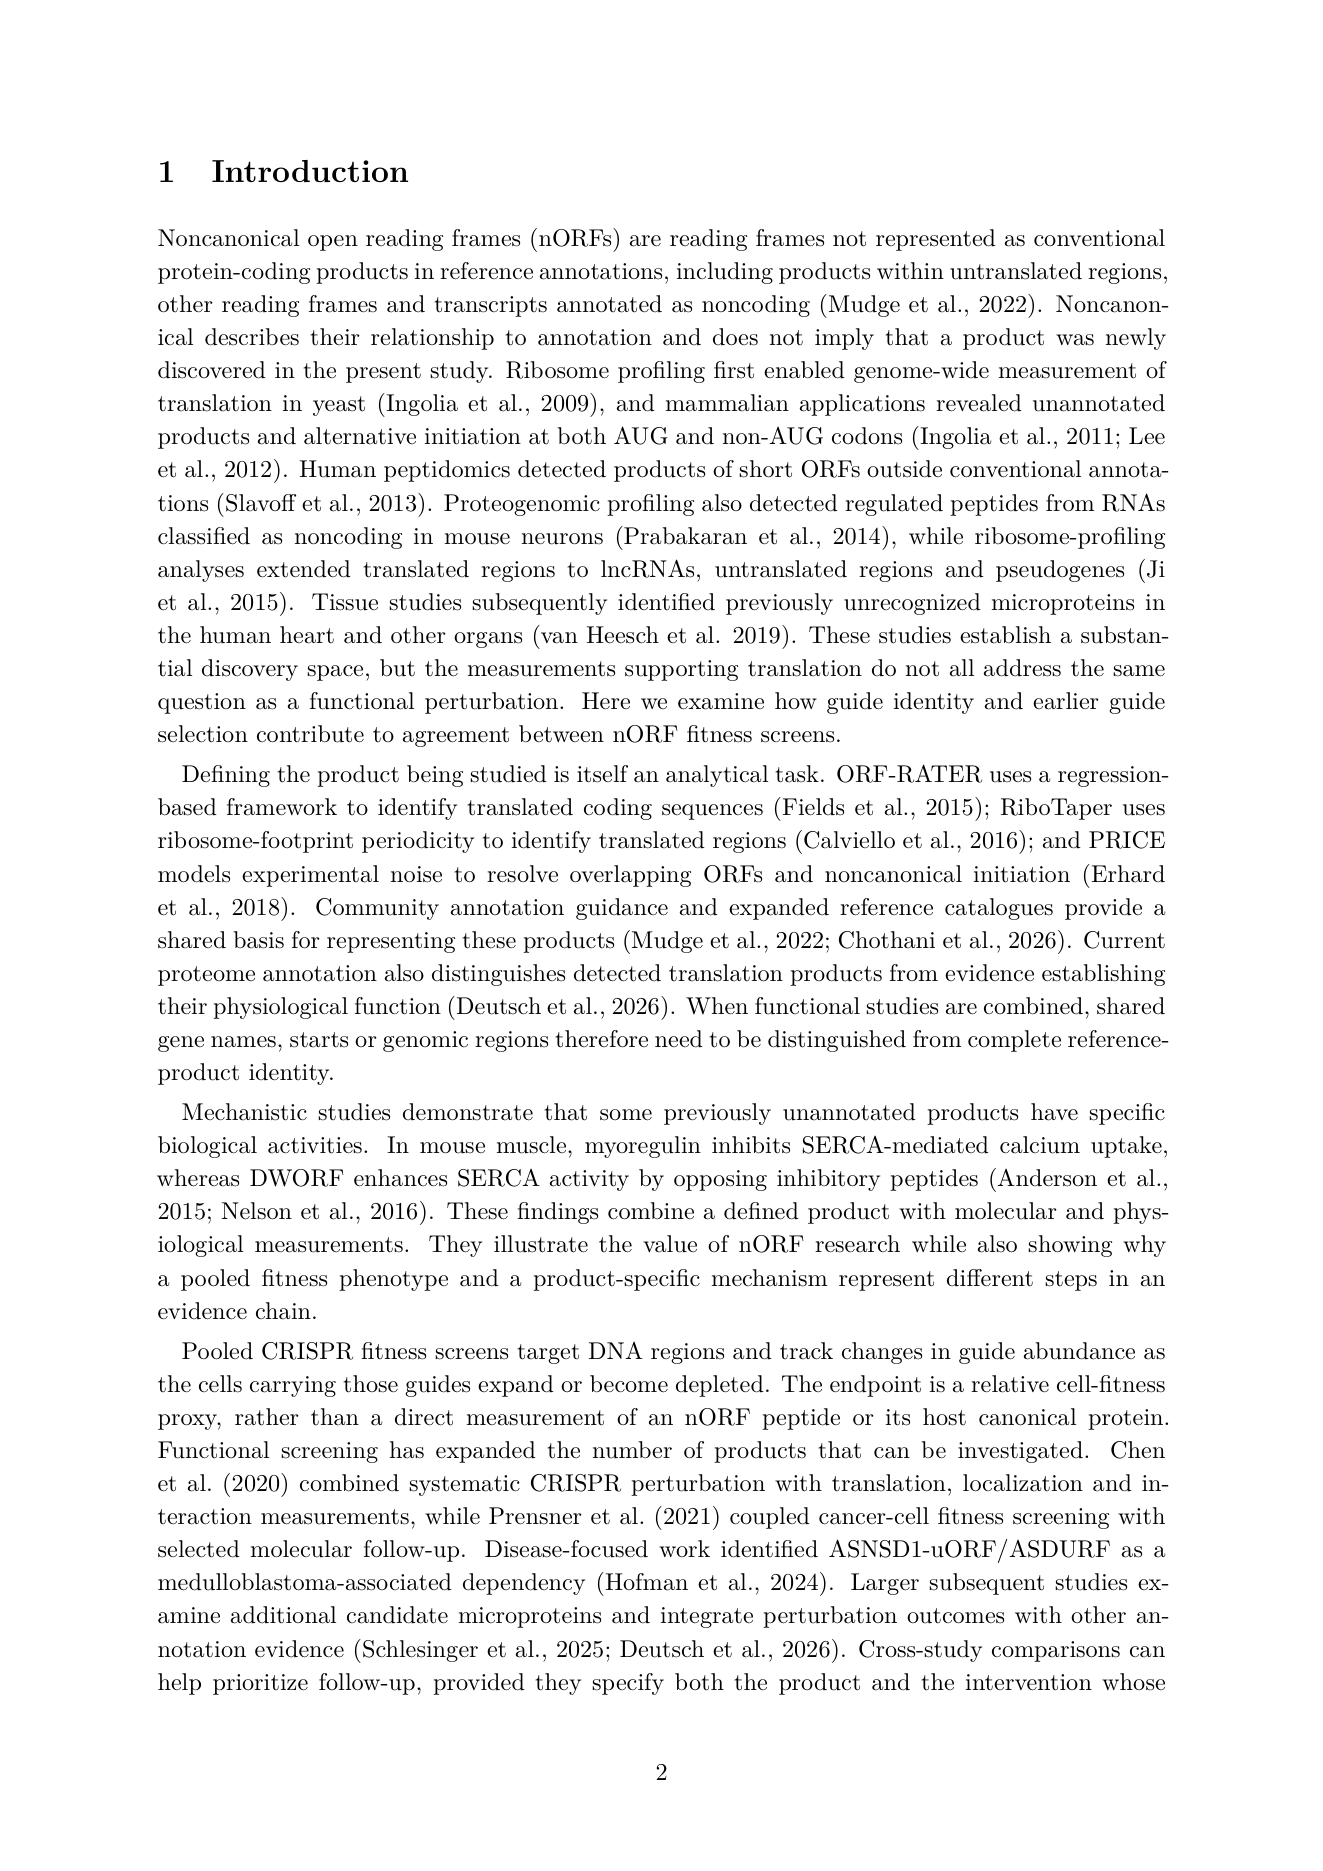 1 Introduction
Noncanonical open reading frames (nORFs) are reading frames not represented as conventional
protein-coding products in reference annotations, including products within untranslated regions,
other reading frames and transcripts annotated as noncoding (Mudge et al., 2022). Noncanon-
ical describes their relationship to annotation and does not imply that a product was newly
discovered in the present study. Ribosome profiling first enabled genome-wide measurement of
translation in yeast (Ingolia et al., 2009), and mammalian applications revealed unannotated
products and alternative initiation at both AUG and non-AUG codons (Ingolia et al., 2011; Lee
et al., 2012). Human peptidomics detected products of short ORFs outside conventional annota-
tions (Slavoff et al., 2013). Proteogenomic profiling also detected regulated peptides from RNAs
classified as noncoding in mouse neurons (Prabakaran et al., 2014), while ribosome-profiling
analyses extended translated regions to lncRNAs, untranslated regions and pseudogenes (Ji
et al., 2015). Tissue studies subsequently identified previously unrecognized microproteins in
the human heart and other organs (van Heesch et al. 2019). These studies establish a substan-
tial discovery space, but the measurements supporting translation do not all address the same
question as a functional perturbation. Here we examine how guide identity and earlier guide
selection contribute to agreement between nORF fitness screens.
Defining the product being studied is itself an analytical task. ORF-RATER uses a regression-
based framework to identify translated coding sequences (Fields et al., 2015); RiboTaper uses
ribosome-footprint periodicity to identify translated regions (Calviello et al., 2016); and PRICE
models experimental noise to resolve overlapping ORFs and noncanonical initiation (Erhard
et al., 2018). Community annotation guidance and expanded reference catalogues provide a
shared basis for representing these products (Mudge et al., 2022; Chothani et al., 2026). Current
proteome annotation also distinguishes detected translation products from evidence establishing
their physiological function (Deutsch et al., 2026). When functional studies are combined, shared
gene names, starts or genomic regions therefore need to be distinguished from complete reference-
product identity.
Mechanistic studies demonstrate that some previously unannotated products have specific
biological activities. In mouse muscle, myoregulin inhibits SERCA-mediated calcium uptake,
whereas DWORF enhances SERCA activity by opposing inhibitory peptides (Anderson et al.,
2015; Nelson et al., 2016). These findings combine a defined product with molecular and phys-
iological measurements. They illustrate the value of nORF research while also showing why
a pooled fitness phenotype and a product-specific mechanism represent different steps in an
evidence chain.
Pooled CRISPR fitness screens target DNA regions and track changes in guide abundance as
the cells carrying those guides expand or become depleted. The endpoint is a relative cell-fitness
proxy, rather than a direct measurement of an nORF peptide or its host canonical protein.
Functional screening has expanded the number of products that can be investigated. Chen
et al. (2020) combined systematic CRISPR perturbation with translation, localization and in-
teraction measurements, while Prensner et al. (2021) coupled cancer-cell fitness screening with
selected molecular follow-up. Disease-focused work identified ASNSD1-uORF/ASDURF as a
medulloblastoma-associated dependency (Hofman et al., 2024). Larger subsequent studies ex-
amine additional candidate microproteins and integrate perturbation outcomes with other an-
notation evidence (Schlesinger et al., 2025; Deutsch et al., 2026). Cross-study comparisons can
help prioritize follow-up, provided they specify both the product and the intervention whose
2